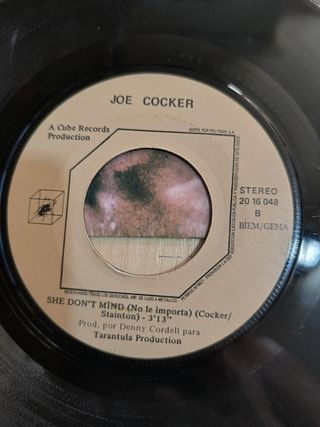 JOE COCKER
A Cube Records
Production
STEREO
20 16 048
B
BIEM/GEMA
SHE DON'T MIND (No le importa) (Cocker/
Stainton) - 3'13"
Prod. por Denny Cordell para
Tarantula Production